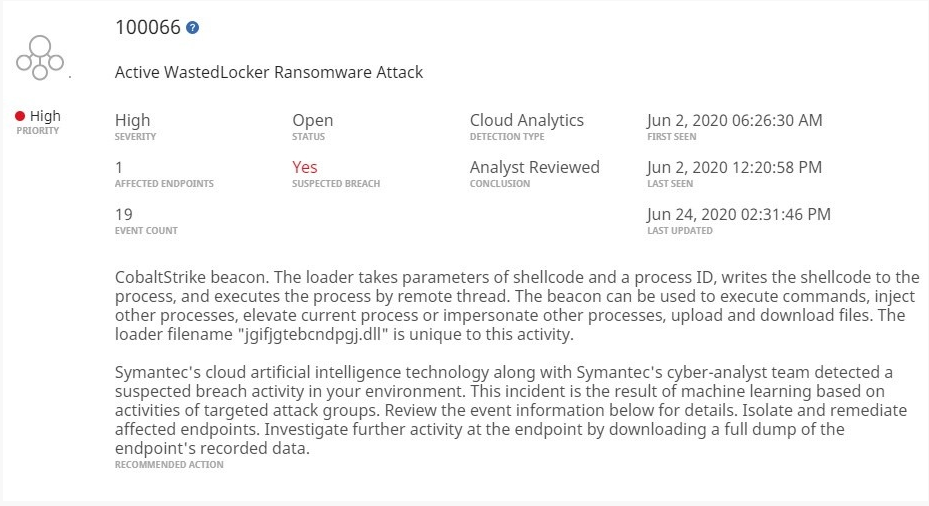 100066 ?
Active WastedLocker Ransomware Attack
High
PRIORITY
High
SEVERITY
Open
STATUS
Cloud Analytics
DETECTION TYPE
Jun 2, 2020 06:26:30 AM
FIRST SEEN
1
AFFECTED ENDPOINTS
Yes
SUSPECTED BREACH
Analyst Reviewed
CONCLUSION
Jun 2, 2020 12:20:58 PM
LAST SEEN
19
EVENT COUNT
Jun 24, 2020 02:31:46 PM
LAST UPDATED
CobaltStrike beacon. The loader takes parameters of shellcode and a process ID, writes the shellcode to the
process, and executes the process by remote thread. The beacon can be used to execute commands, inject
other processes, elevate current process or impersonate other processes, upload and download files. The
loader filename "jgifjgtebcndpgj.dll" is unique to this activity.
Symantec's cloud artificial intelligence technology along with Symantec's cyber-analyst team detected a
suspected breach activity in your environment. This incident is the result of machine learning based on
activities of targeted attack groups. Review the event information below for details. Isolate and remediate
affected endpoints. Investigate further activity at the endpoint by downloading a full dump of the
endpoint's recorded data.
RECOMMENDED ACTION